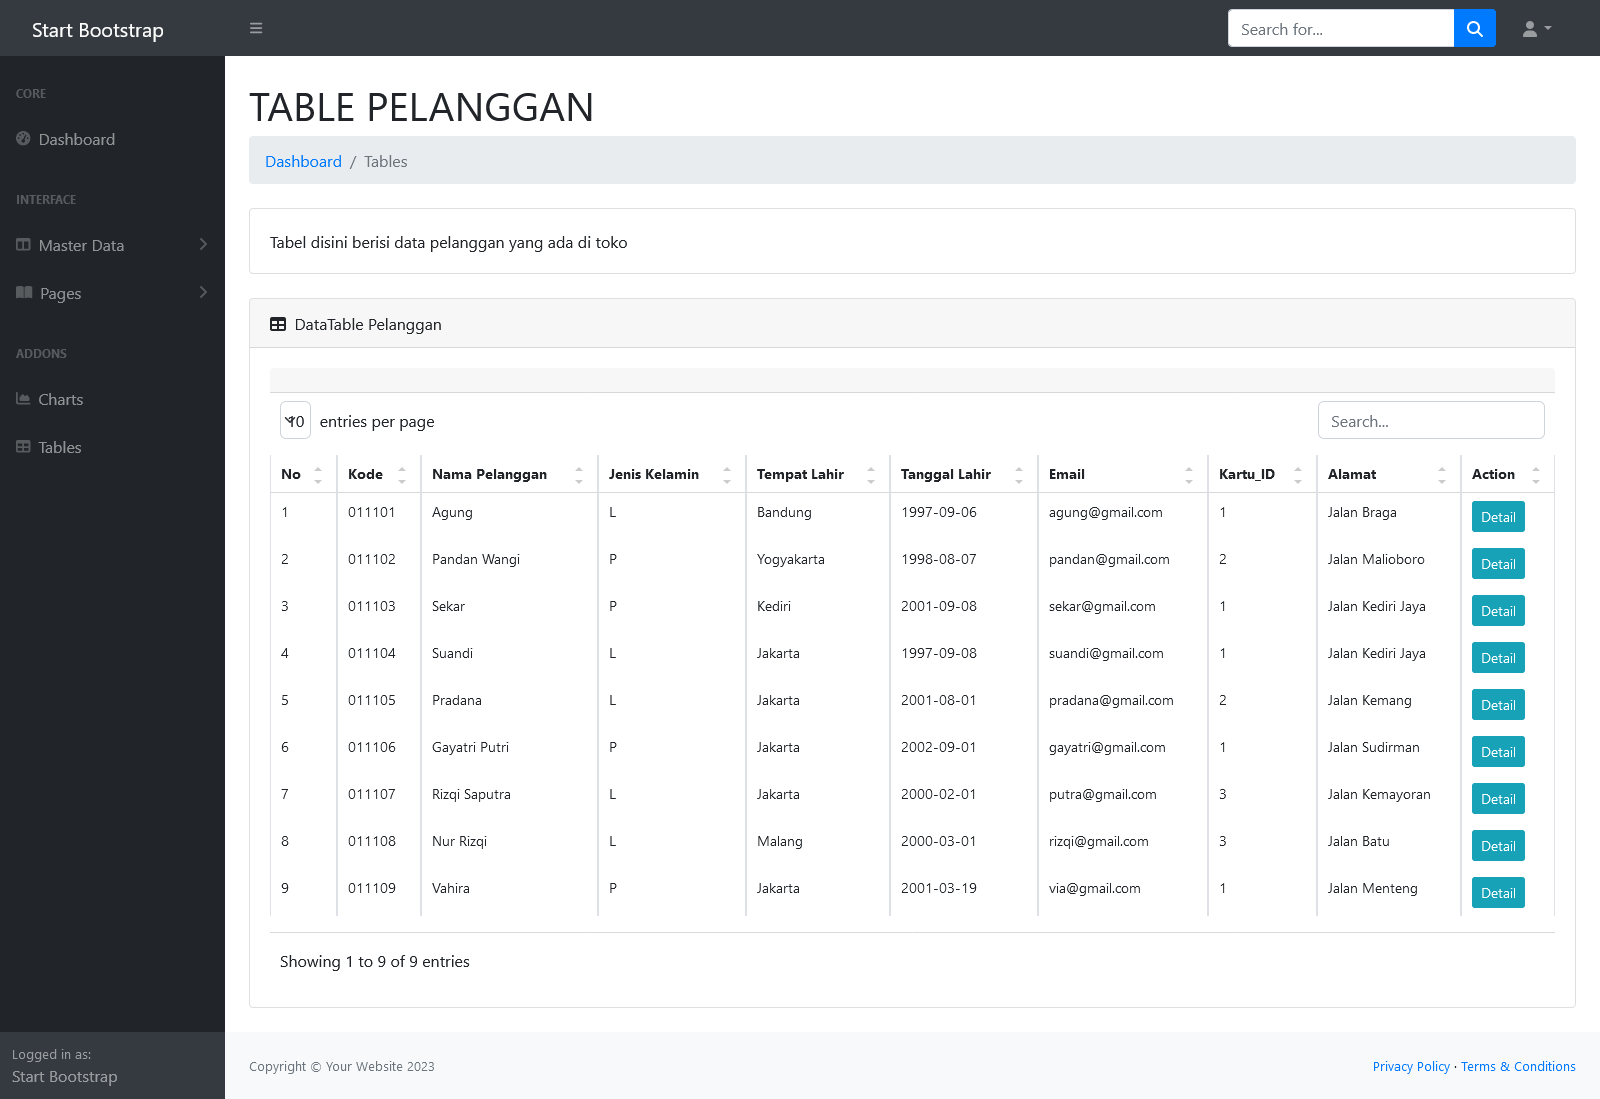 Start Bootstrap
Search for...
CORE
Dashboard
INTERFACE
Master Data
Pages
ADDONS
Charts
Tables
Logged in as:
Start Bootstrap
TABLE PELANGGAN
Dashboard / Tables
Tabel disini berisi data pelanggan yang ada di toko
DataTable Pelanggan
10 entries per page
Search...
No Kode Nama Pelanggan Jenis Kelamin Tempat Lahir Tanggal Lahir Email Kartu_ID Alamat Action
1 011101 Agung L Bandung 1997-09-06 agung@gmail.com 1 Jalan Braga Detail
2 011102 Pandan Wangi P Yogyakarta 1998-08-07 pandan@gmail.com 2 Jalan Malioboro Detail
3 011103 Sekar P Kediri 2001-09-08 sekar@gmail.com 1 Jalan Kediri Jaya Detail
4 011104 Suandi L Jakarta 1997-09-08 suandi@gmail.com 1 Jalan Kediri Jaya Detail
5 011105 Pradana L Jakarta 2001-08-01 pradana@gmail.com 2 Jalan Kemang Detail
6 011106 Gayatri Putri P Jakarta 2002-09-01 gayatri@gmail.com 1 Jalan Sudirman Detail
7 011107 Rizqi Saputra L Jakarta 2000-02-01 putra@gmail.com 3 Jalan Kemayoran Detail
8 011108 Nur Rizqi L Malang 2000-03-01 rizqi@gmail.com 3 Jalan Batu Detail
9 011109 Vahira P Jakarta 2001-03-19 via@gmail.com 1 Jalan Menteng Detail
Showing 1 to 9 of 9 entries
Copyright © Your Website 2023
Privacy Policy · Terms & Conditions